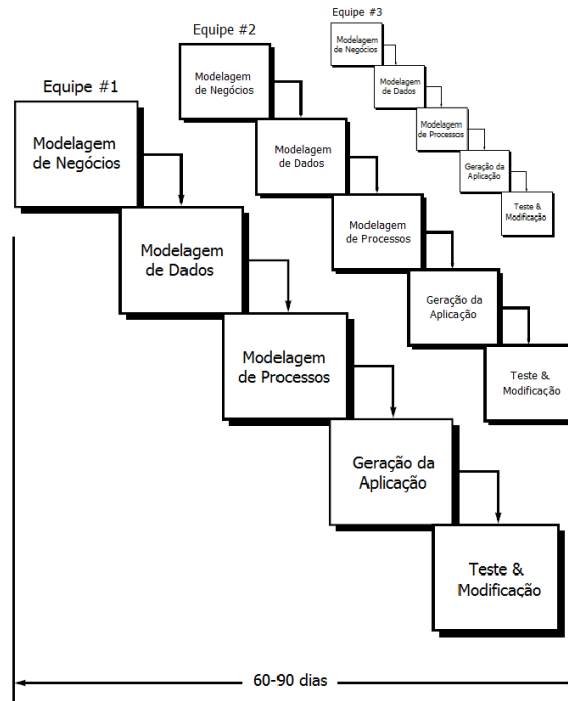 Equipe #1
Modelagem
de Negócios
Modelagem
de Dados
Modelagem
de Processos
Geração da
Aplicação
Teste &
Modificação
Equipe #2
Modelagem
de Negócios
Modelagem
de Dados
Modelagem
de Processos
Geração da
Aplicação
Teste &
Modificação
Equipe #3
Modelagem
de Negócios
Modelagem
de Dados
Modelagem
de Processos
Geração da
Aplicação
Teste &
Modificação
60-90 dias